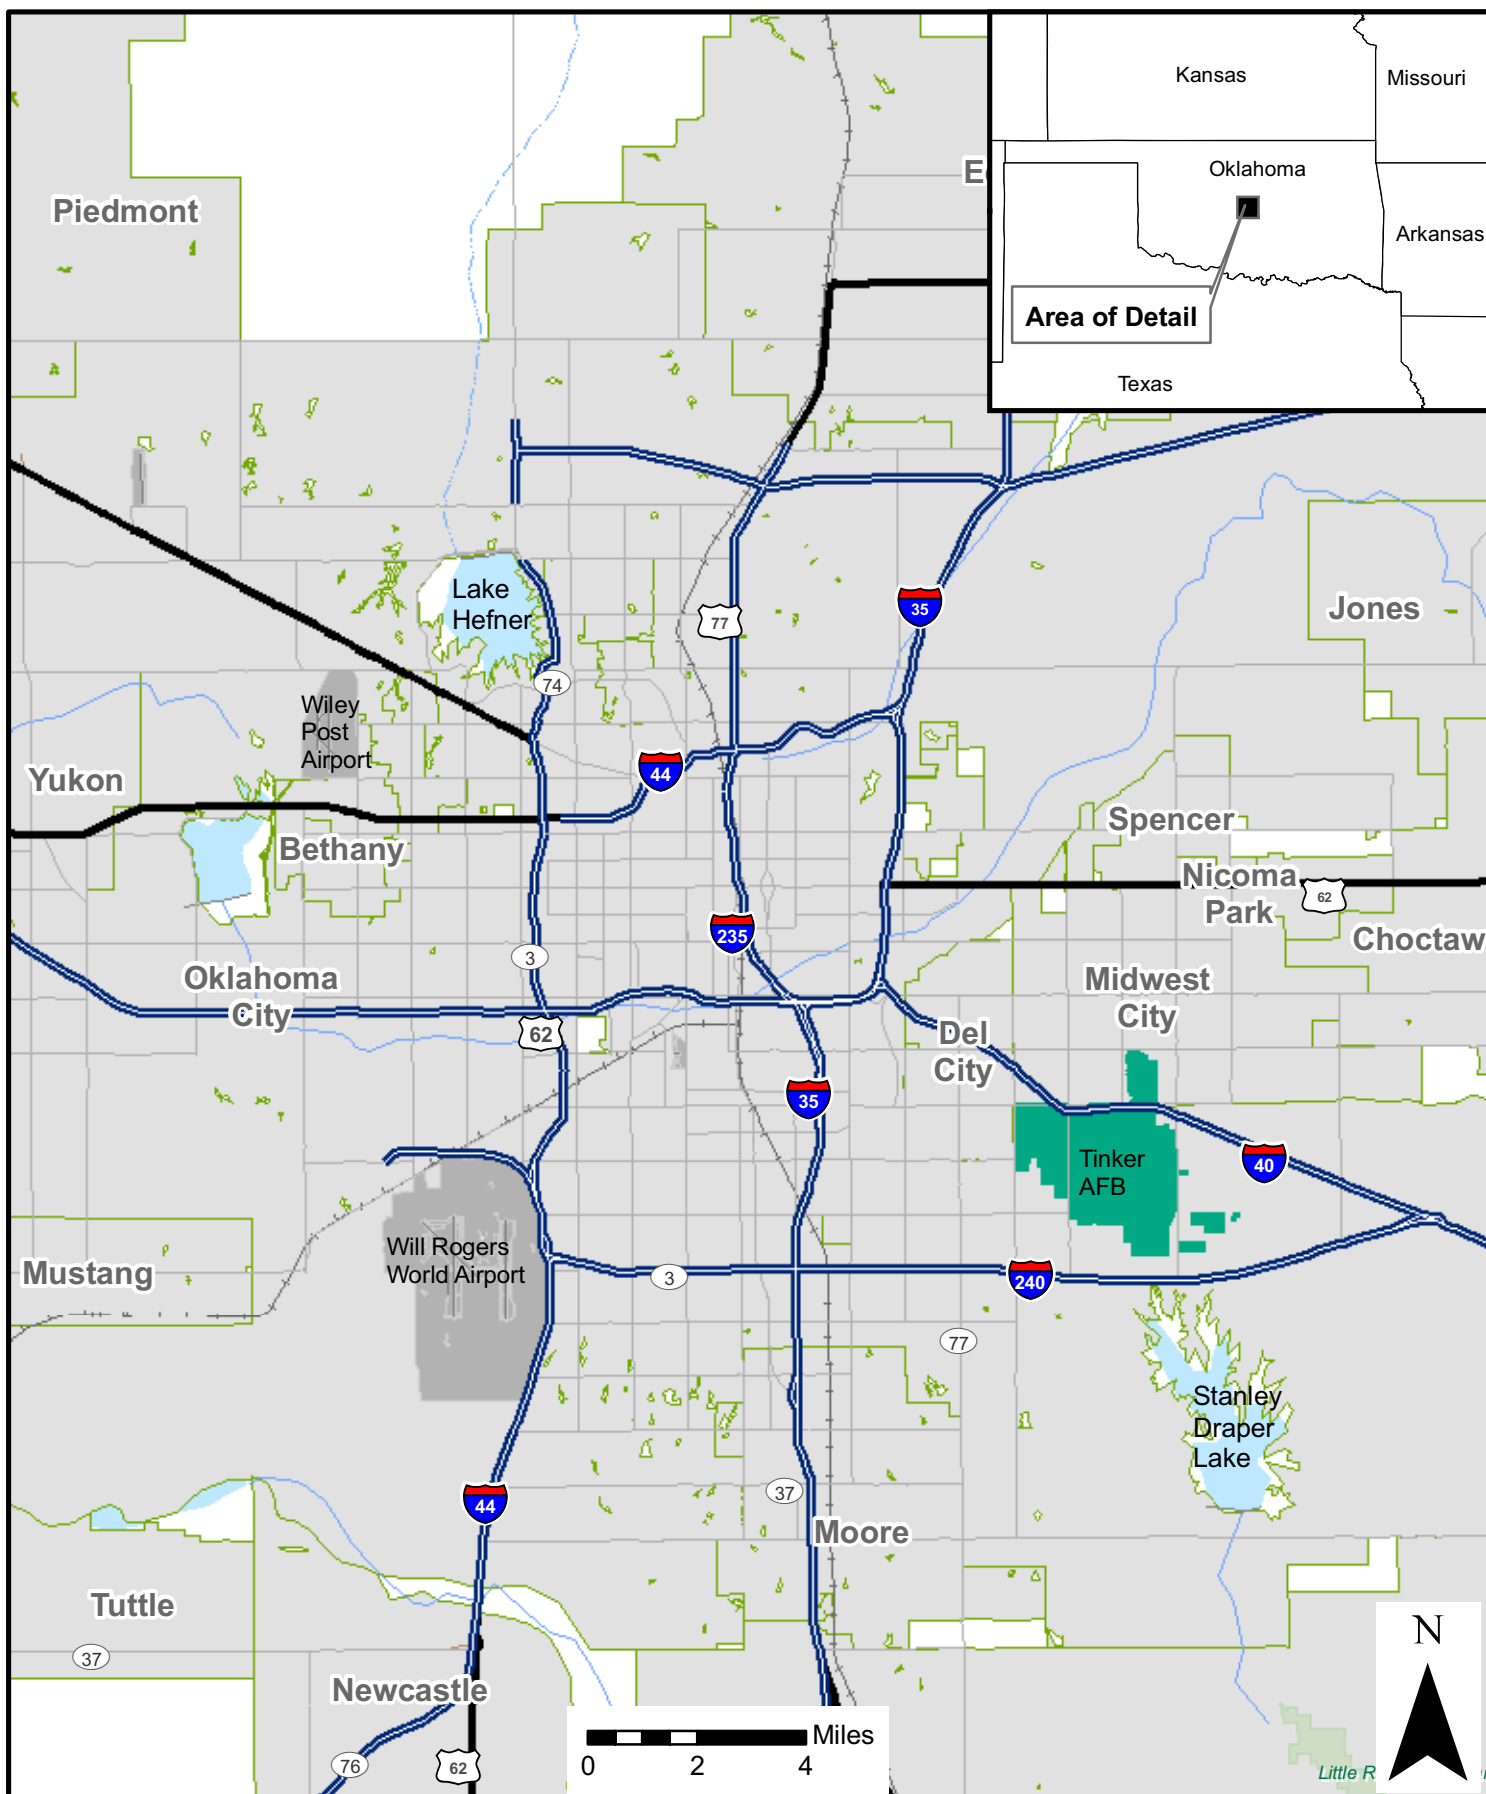 Kansas
Missouri
Oklahoma
Arkansas
Area of Detail
Texas
Piedmont
Lake
Hefner
35
77
Jones
74
Wiley
Post
Airport
44
Yukon
Spencer
Bethany
Nicoma
Park
62
235
Choctaw
3
Oklahoma
City
Midwest
City
62
Del
City
35
Tinker
AFB
40
Will Rogers
World Airport
Mustang
3
240
77
Stanley
Draper
Lake
44
37
Moore
Tuttle
37
N
Newcastle
Miles
0 2 4
76
62
Little